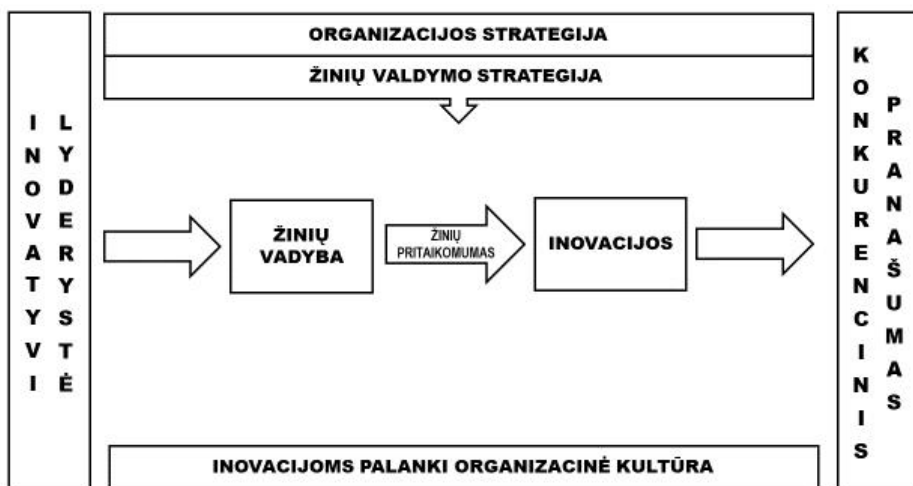 INOVATYVI
LYDERYSTĖ
ORGANIZACIJOS STRATEGIJA
ŽINIŲ VALDYMO STRATEGIJA
ŽINIŲ
VADYBA
ŽINIŲ
PRITAIKOMUMAS
INOVACIJOS
INOVACIJOMS PALANKI ORGANIZACINĖ KULTŪRA
KONKURENCINIS
PRANAŠUMAS